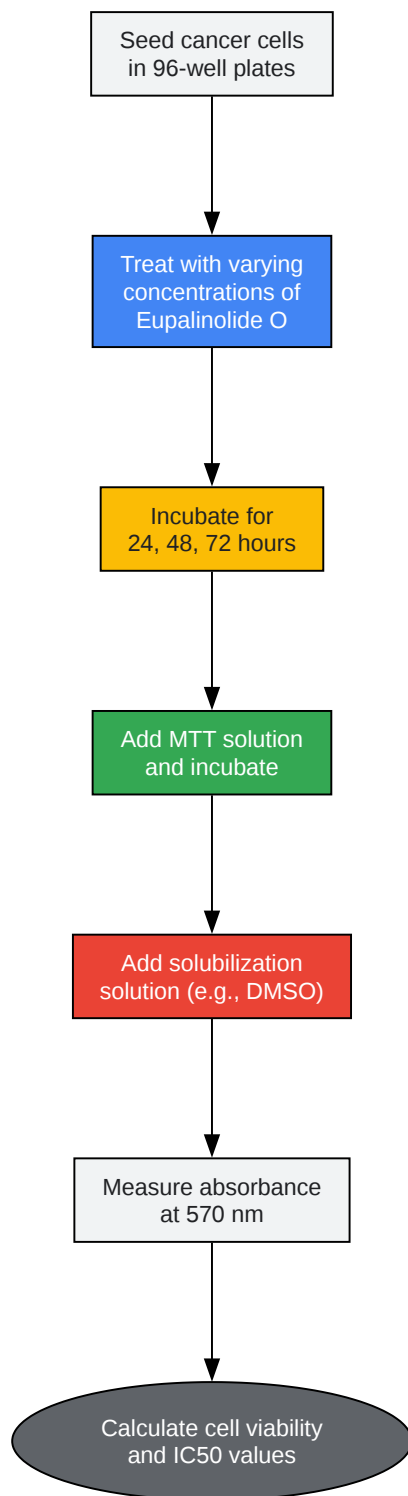 Seed cancer cells
in 96-well plates
Treat with varying
concentrations of
Eupalinolide O
Incubate for
24, 48, 72 hours
Add MTT solution
and incubate
Add solubilization
solution (e.g., DMSO)
Measure absorbance
at 570 nm
Calculate cell viability
and IC50 values